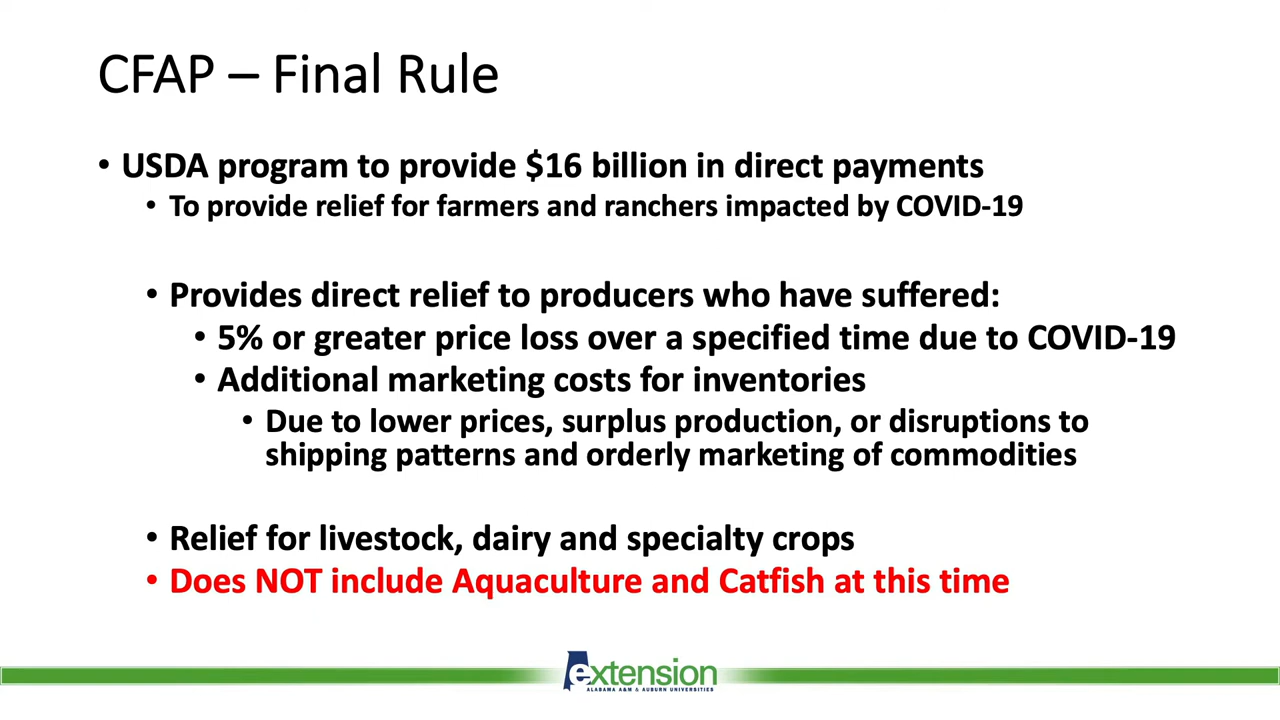 CFAP – Final Rule
• USDA program to provide $16 billion in direct payments
• To provide relief for farmers and ranchers impacted by COVID-19
• Provides direct relief to producers who have suffered:
• 5% or greater price loss over a specified time due to COVID-19
• Additional marketing costs for inventories
• Due to lower prices, surplus production, or disruptions to
shipping patterns and orderly marketing of commodities
• Relief for livestock, dairy and specialty crops
• Does NOT include Aquaculture and Catfish at this time
extension
ALABAMA A&M & AUBURN UNIVERSITIES